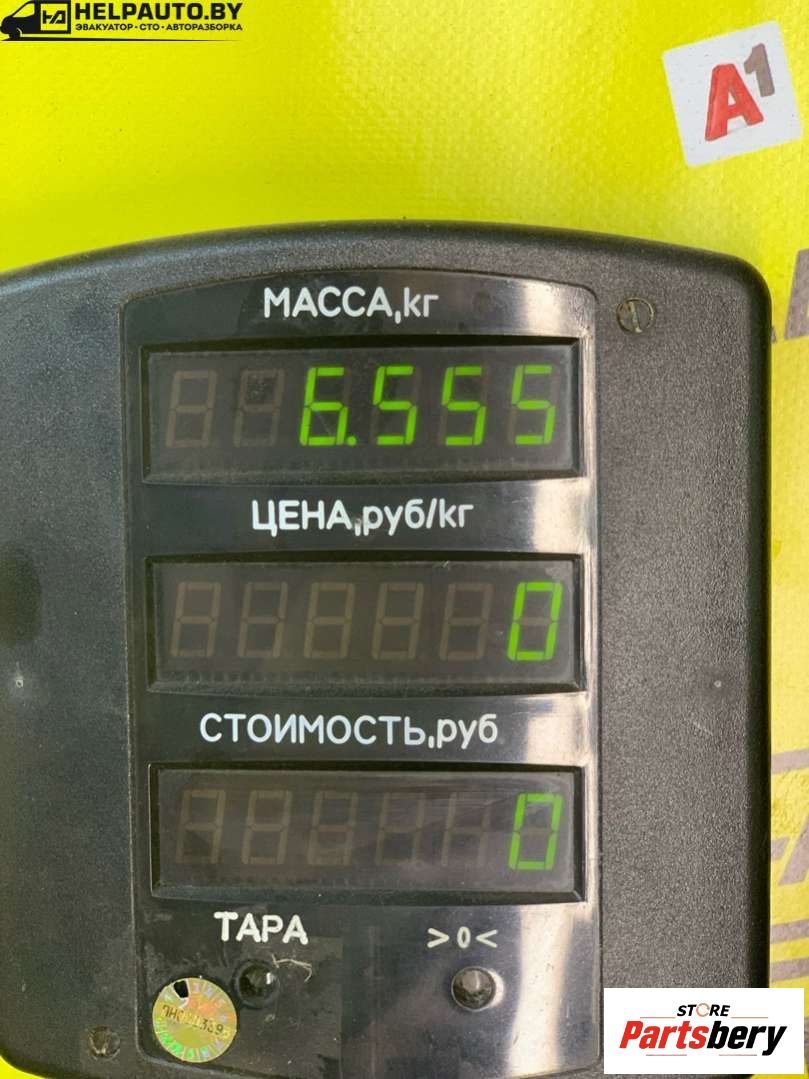 HELPAUTO.BY
ЭВАКУАТОР • СТО • АВТОРАЗБОРКА
A1
МАССА,кг
6.555
ЦЕНА,руб/кг
0
СТОИМОСТЬ,руб
0
ТАРА >0<
STORE
Partsbery